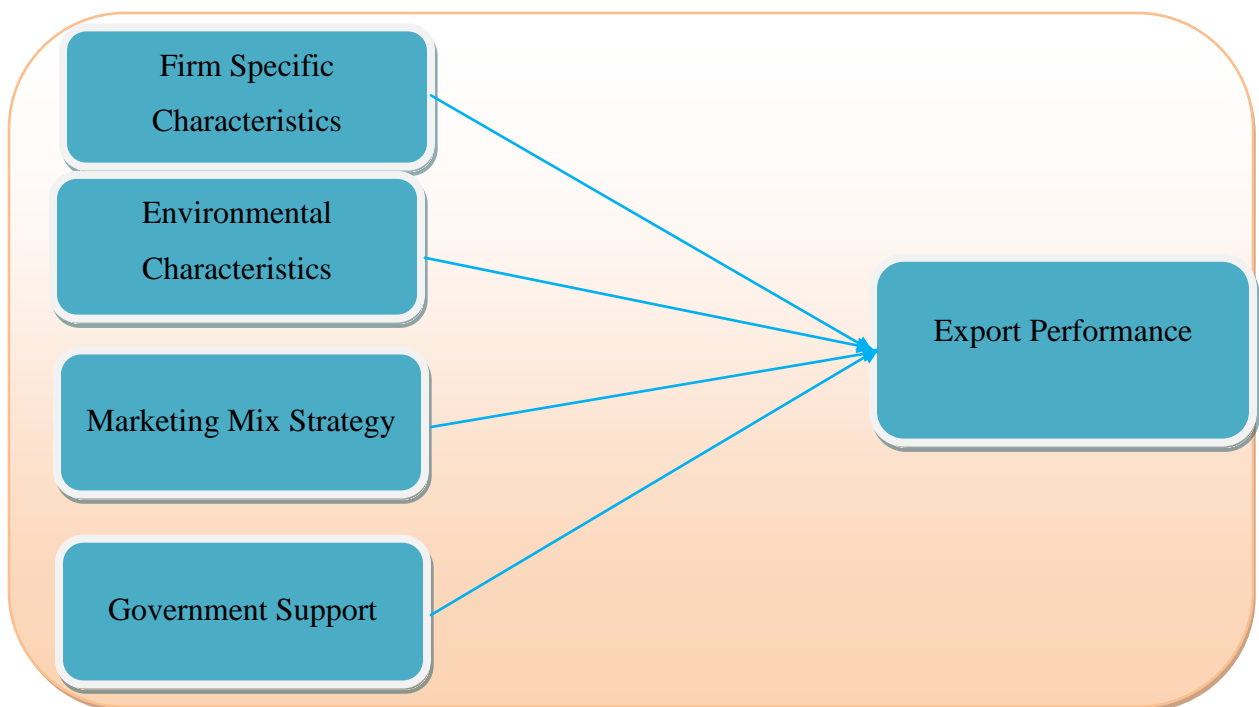 Firm Specific
Characteristics
Environmental
Characteristics
Marketing Mix Strategy
Government Support
Export Performance